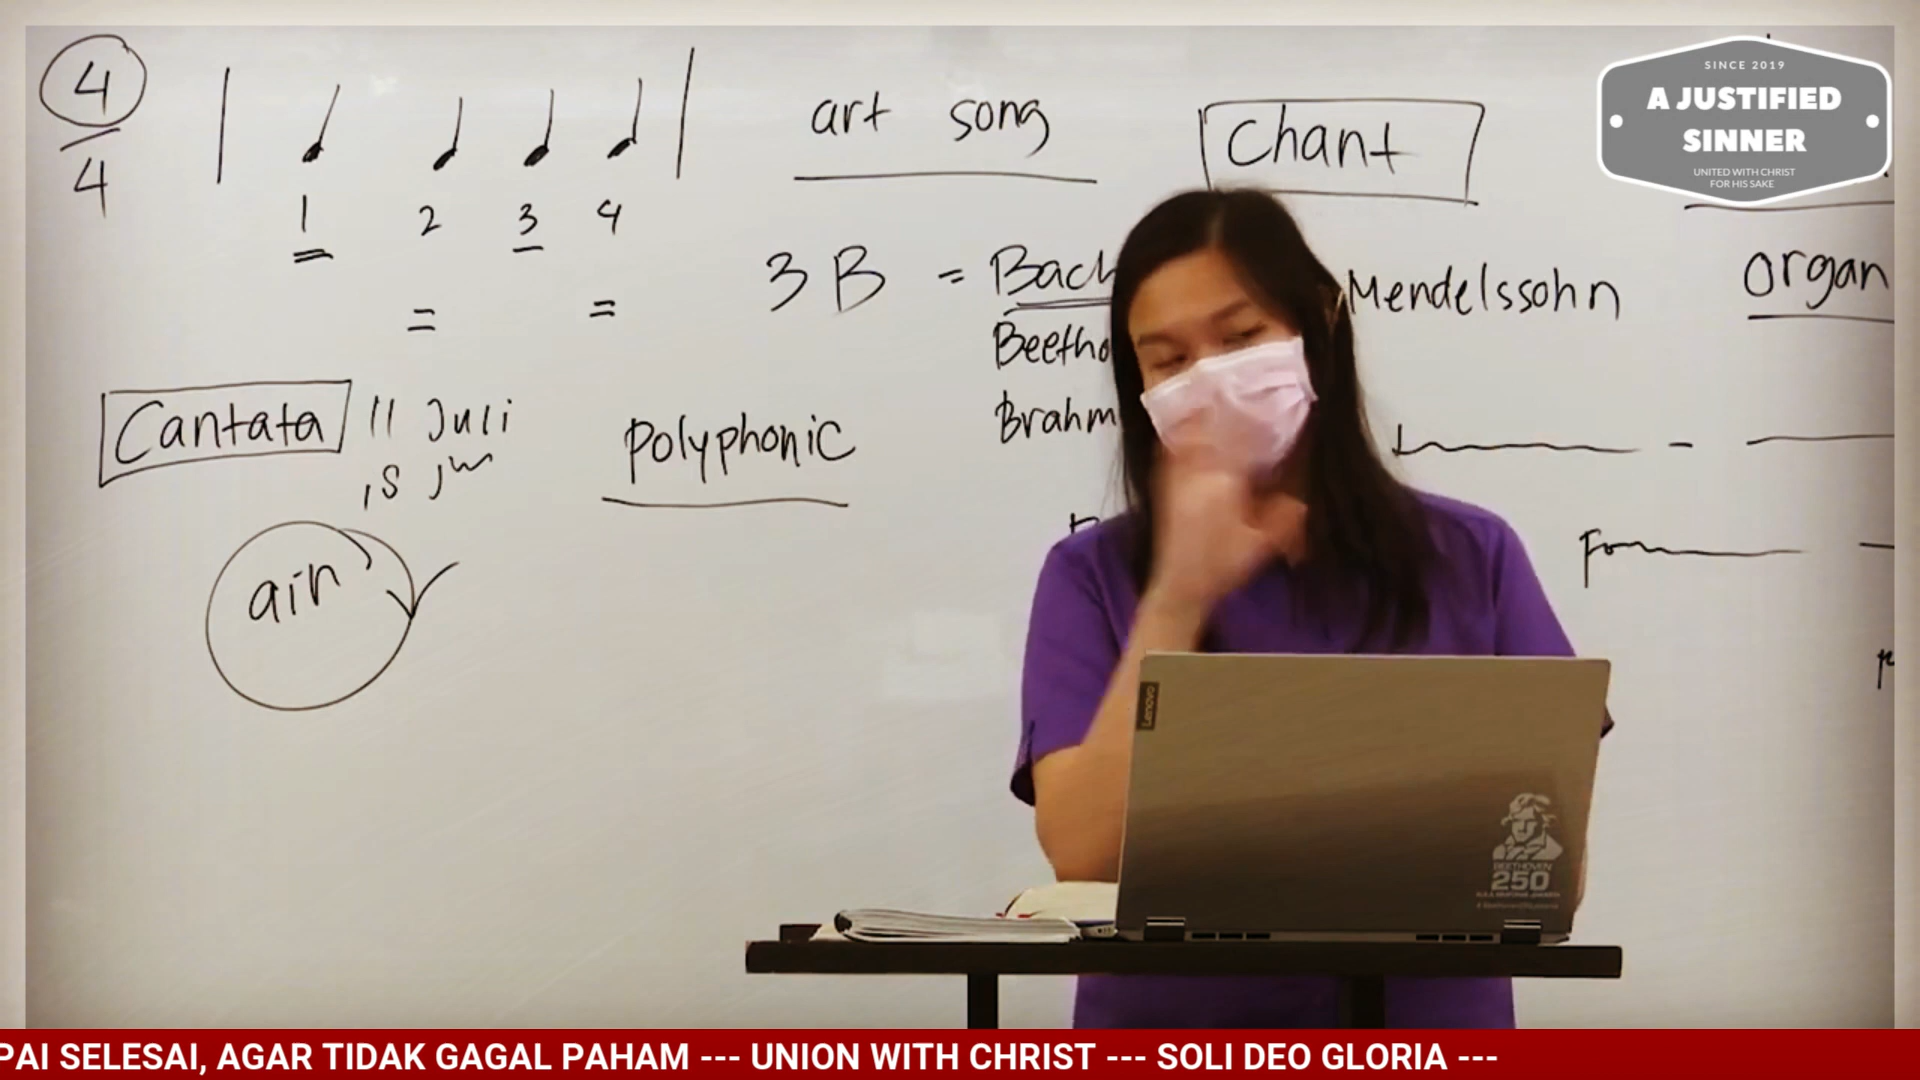 4
4
1 2 3 4
art song
Chant
3 B = Bach
Beetho
Brahm
Mendelssohn
Organ
Cantata
11 Juli
18
Polyphonic
air
SINCE 2019
A JUSTIFIED
SINNER
UNITED WITH CHRIST
FOR HIS SAKE
Lenovo
BEETHOVEN
250
PAI SELESAI, AGAR TIDAK GAGAL PAHAM --- UNION WITH CHRIST --- SOLI DEO GLORIA ---